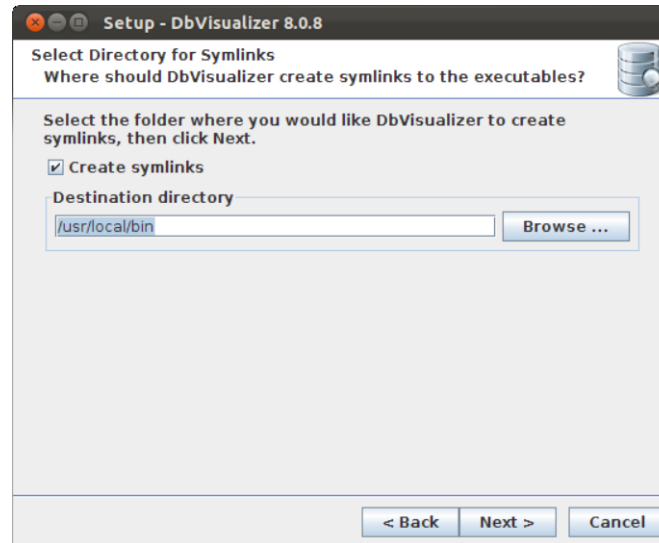 Setup - DbVisualizer 8.0.8
Select Directory for Symlinks
Where should DbVisualizer create symlinks to the executables?
Select the folder where you would like DbVisualizer to create
symlinks, then click Next.
Create symlinks
Destination directory
/usr/local/bin
Browse ...
< Back Next > Cancel